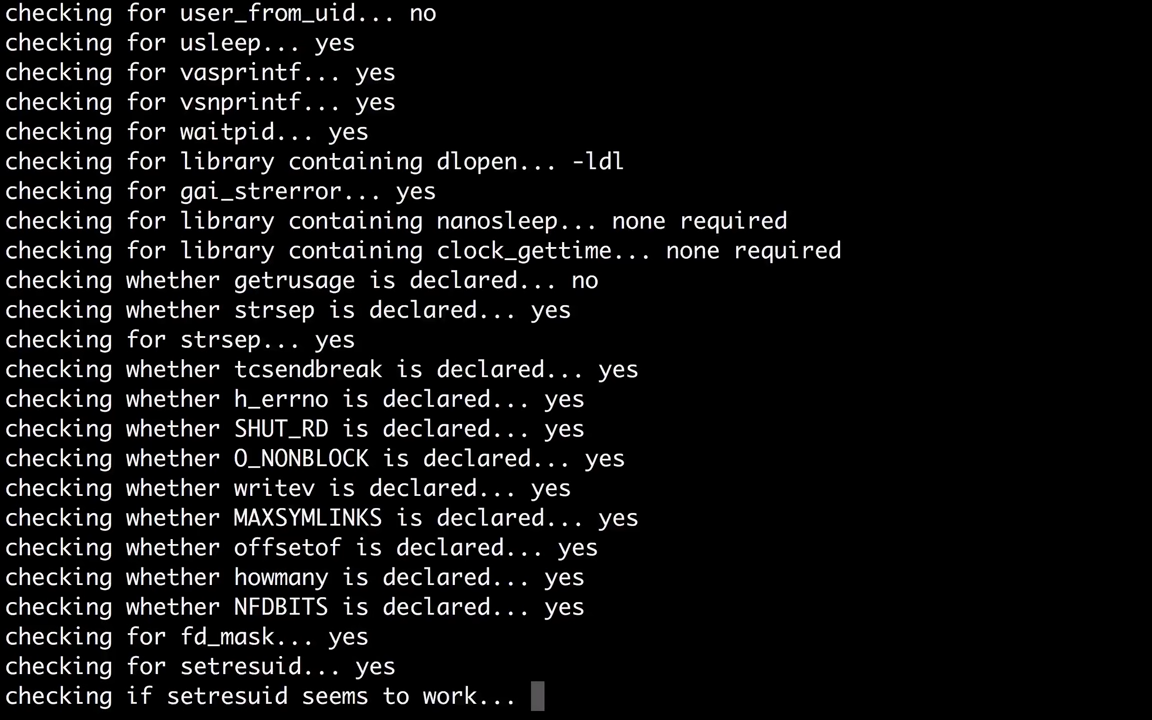 checking for user_from_uid... no
checking for usleep... yes
checking for vasprintf... yes
checking for vsnprintf... yes
checking for waitpid... yes
checking for library containing dlopen... -ldl
checking for gai_strerror... yes
checking for library containing nanosleep... none required
checking for library containing clock_gettime... none required
checking whether getrusage is declared... no
checking whether strsep is declared... yes
checking for strsep... yes
checking whether tcsendbreak is declared... yes
checking whether h_errno is declared... yes
checking whether SHUT_RD is declared... yes
checking whether O_NONBLOCK is declared... yes
checking whether writev is declared... yes
checking whether MAXSYMLINKS is declared... yes
checking whether offsetof is declared... yes
checking whether howmany is declared... yes
checking whether NFDBITS is declared... yes
checking for fd_mask... yes
checking for setresuid... yes
checking if setresuid seems to work...